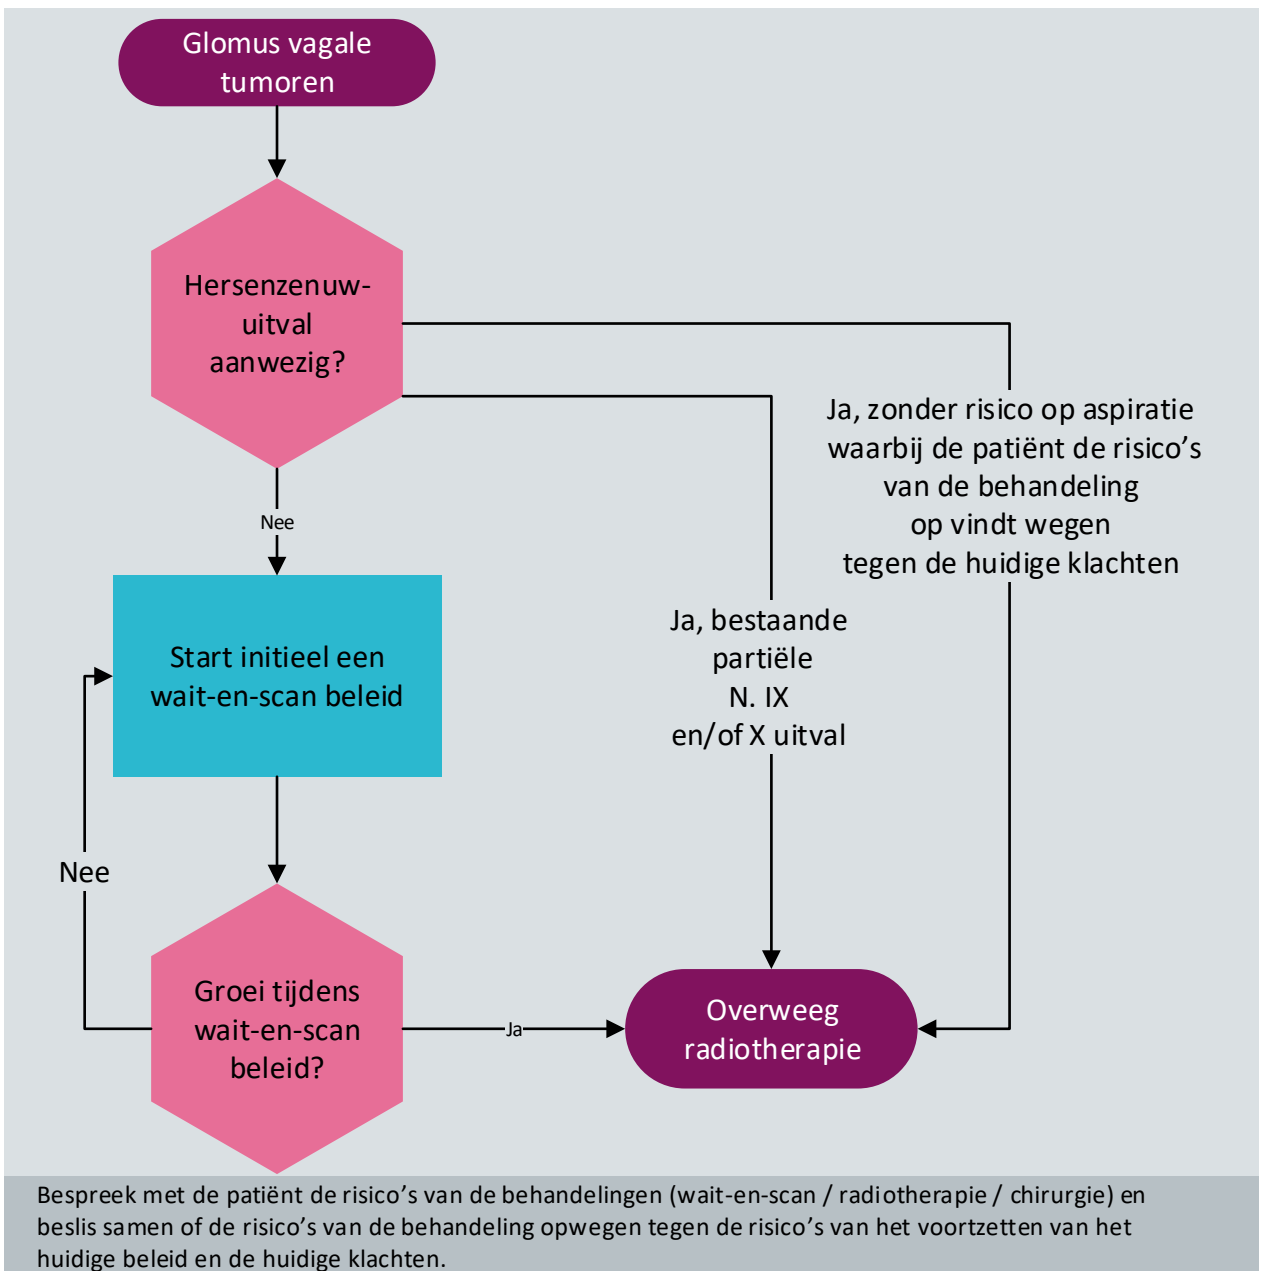 Glomus vagale
tumoren
Hersenzenuw-
uitval
aanwezig?
Ja, zonder risico op aspiratie
waarbij de patiënt de risico’s
van de behandeling
op vindt wegen
tegen de huidige klachten
Nee
Ja, bestaande
partiële
N. IX
en/of X uitval
Start initieel een
wait-en-scan beleid
Nee
Groei tijdens
wait-en-scan
beleid?
Ja
Overweeg
radiotherapie
Bespreek met de patiënt de risico’s van de behandelingen (wait-en-scan / radiotherapie / chirurgie) en
beslis samen of de risico’s van de behandeling opwegen tegen de risico’s van het voortzetten van het
huidige beleid en de huidige klachten.